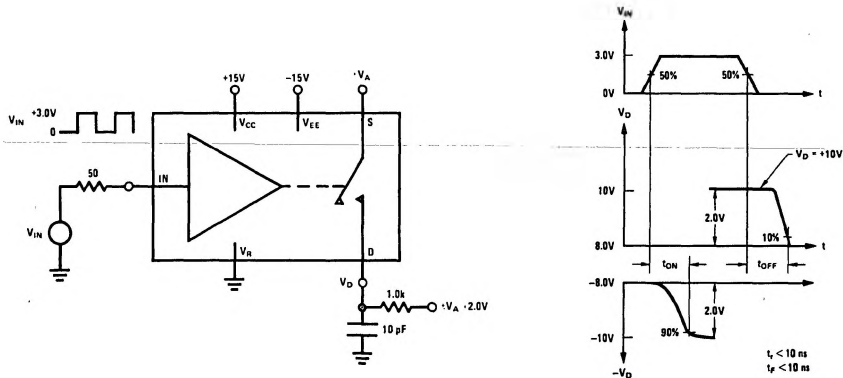 +15V
-15V
·VA
VCC
VEE
S
VIN +3.0V
0
50
IN
VIN
VR
D
VD
1.0k
±VA ·2.0V
10 pF
VIN
3.0V
50%
50%
0V
t
VD
VD = +10V
10V
2.0V
10%
8.0V
t
tON
tOFF
-8.0V
2.0V
-10V
90%
-VD
tr < 10 ns
tF < 10 ns